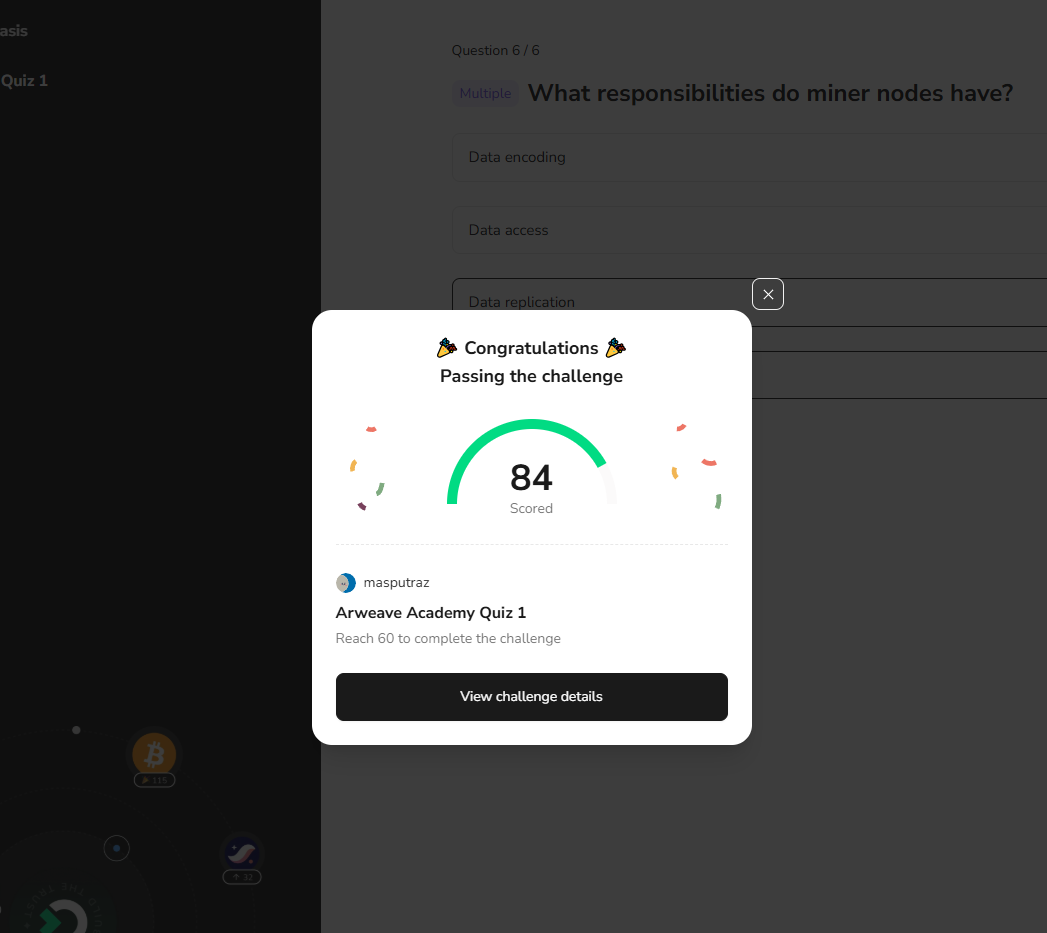 asis
Quiz 1
Question 6 / 6
Multiple What responsibilities do miner nodes have?
Data encoding
Data access
Data replication
Congratulations
Passing the challenge
84
Scored
masputraz
Arweave Academy Quiz 1
Reach 60 to complete the challenge
View challenge details
115
32